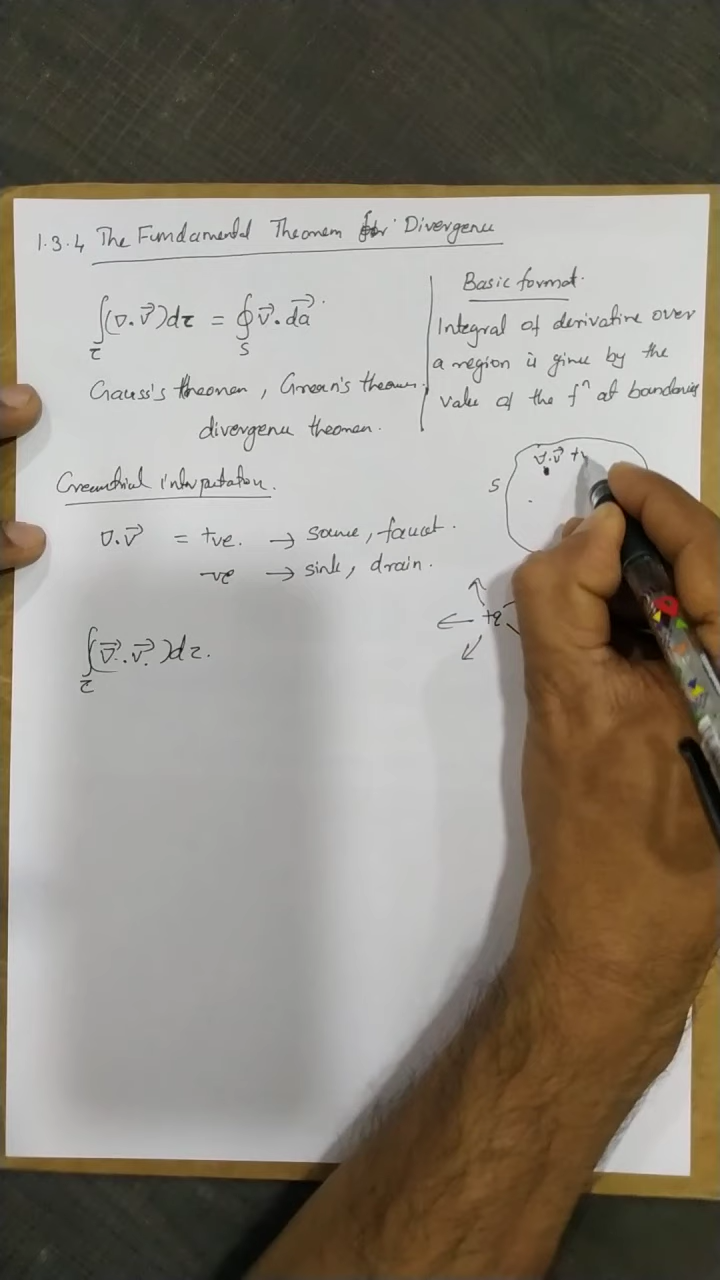 1.3.4 The Fundamental Theorem for Divergence
∫(∇.v⃗)dτ = ∮v⃗.da⃗
τ S
Gauss's theorem, Green's theorem,
divergence theorem.
Basic format.
Integral of derivative over
a region is given by the
value of the fⁿ at boundaries
Geometrical interpretation.
∇.v⃗ = +ve. → source, faucet.
-ve → sink, drain.
∫(∇⃗.v⃗)dτ.
τ
∇.v⃗ +v
S
+q